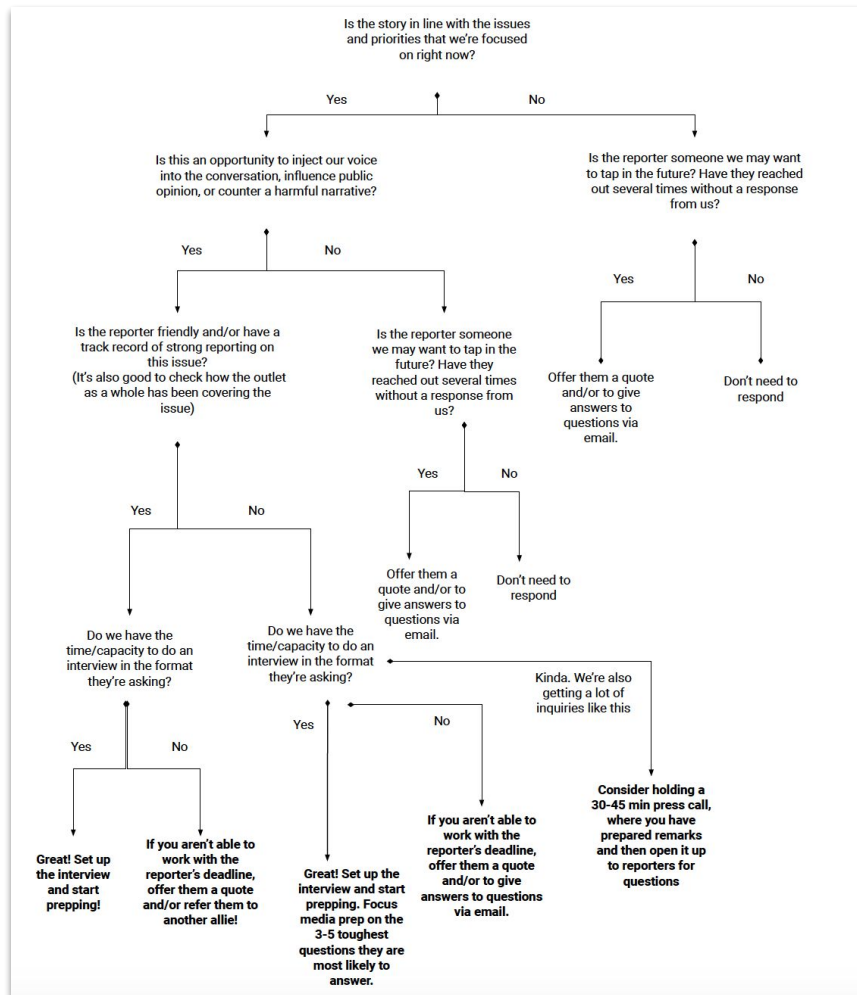 Is the story in line with the issues
and priorities that we're focused
on right now?
Yes
No
Is this an opportunity to inject our voice
into the conversation, influence public
opinion, or counter a harmful narrative?
Is the reporter someone we may want
to tap in the future? Have they reached
out several times without a response
from us?
Yes
No
Yes
No
Is the reporter friendly and/or have a
track record of strong reporting on
this issue?
(It's also good to check how the outlet
as a whole has been covering the
issue)
Is the reporter someone
we may want to tap in the
future? Have they
reached out several times
without a response from
us?
Offer them a quote
and/or to give
answers to
questions via
email.
Don't need to
respond
Yes
No
Yes
No
Offer them a
quote and/or to
give answers to
questions via
email.
Don't need to
respond
Do we have the
time/capacity to do an
interview in the format
they're asking?
Do we have the
time/capacity to do an
interview in the format
they're asking?
Kinda. We're also
getting a lot of
inquiries like this
Yes
No
Yes
No
Great! Set up
the interview
and start
prepping!
If you aren't able to
work with the
reporter's deadline,
offer them a quote
and/or refer them to
another allie!
Great! Set up the
interview and start
prepping. Focus
media prep on the
3-5 toughest
questions they are
most likely to
answer.
If you aren't able to
work with the
reporter's deadline,
offer them a quote
and/or to give
answers to questions
via email.
Consider holding a
30-45 min press call,
where you have
prepared remarks
and then open it up
to reporters for
questions